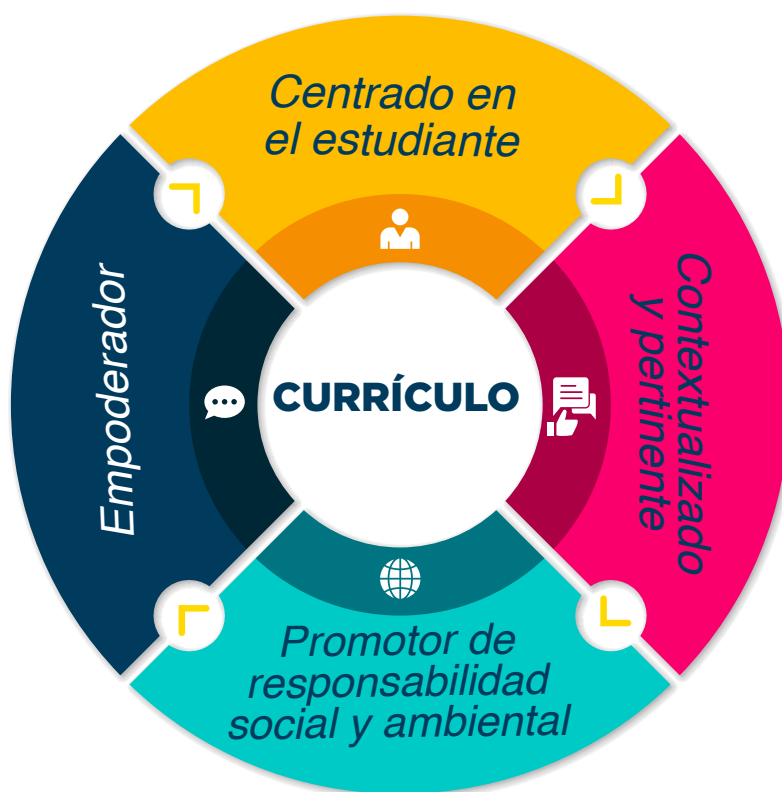 Centrado en
el estudiante
Contextualizado
y pertinente
Promotor de
responsabilidad
social y ambiental
Empoderador
CURRÍCULO